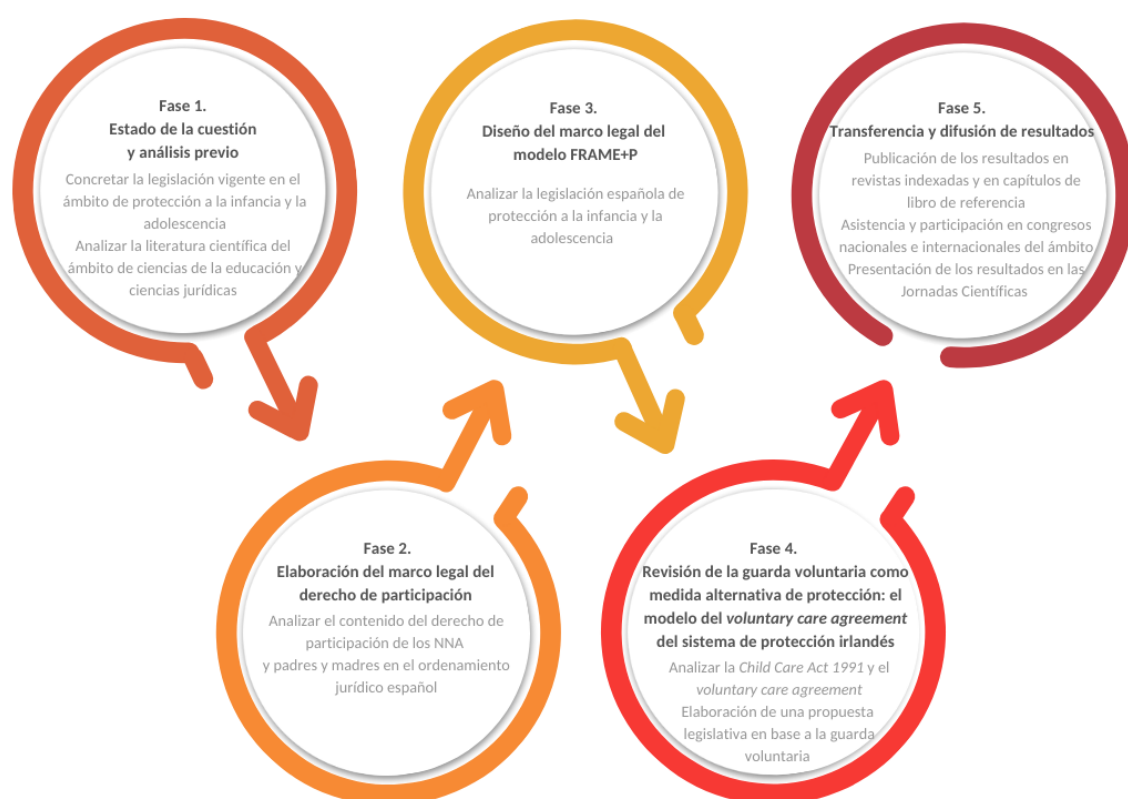 Fase 1.
Estado de la cuestión
y análisis previo
Concretar la legislación vigente en el
ámbito de protección a la infancia y la
adolescencia
Analizar la literatura científica del
ámbito de ciencias de la educación y
ciencias jurídicas
Fase 2.
Elaboración del marco legal del
derecho de participación
Analizar el contenido del derecho de
participación de los NNA
y padres y madres en el ordenamiento
jurídico español
Fase 3.
Diseño del marco legal del
modelo FRAME+P
Analizar la legislación española de
protección a la infancia y la
adolescencia
Fase 4.
Revisión de la guarda voluntaria como
medida alternativa de protección: el
modelo del voluntary care agreement
del sistema de protección irlandés
Analizar la Child Care Act 1991 y el
voluntary care agreement
Elaboración de una propuesta
legislativa en base a la guarda
voluntaria
Fase 5.
Transferencia y difusión de resultados
Publicación de los resultados en
revistas indexadas y en capítulos de
libro de referencia
Asistencia y participación en congresos
nacionales e internacionales del ámbito
Presentación de los resultados en las
Jornadas Científicas